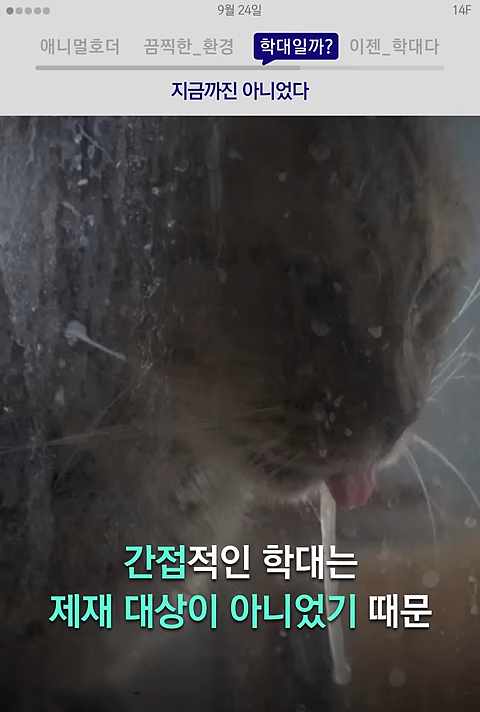 9월 24일
14F
애니멀호더 끔찍한_환경 학대일까? 이젠_학대다
지금까진 아니었다
간접적인 학대는
제재 대상이 아니었기 때문